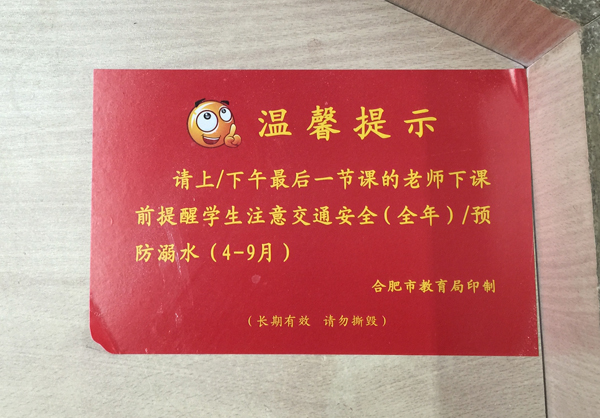 温馨提示
请上/下午最后一节课的老师下课
前提醒学生注意交通安全（全年）/预
防溺水（4-9月）
合肥市教育局印制
（长期有效 请勿撕毁）